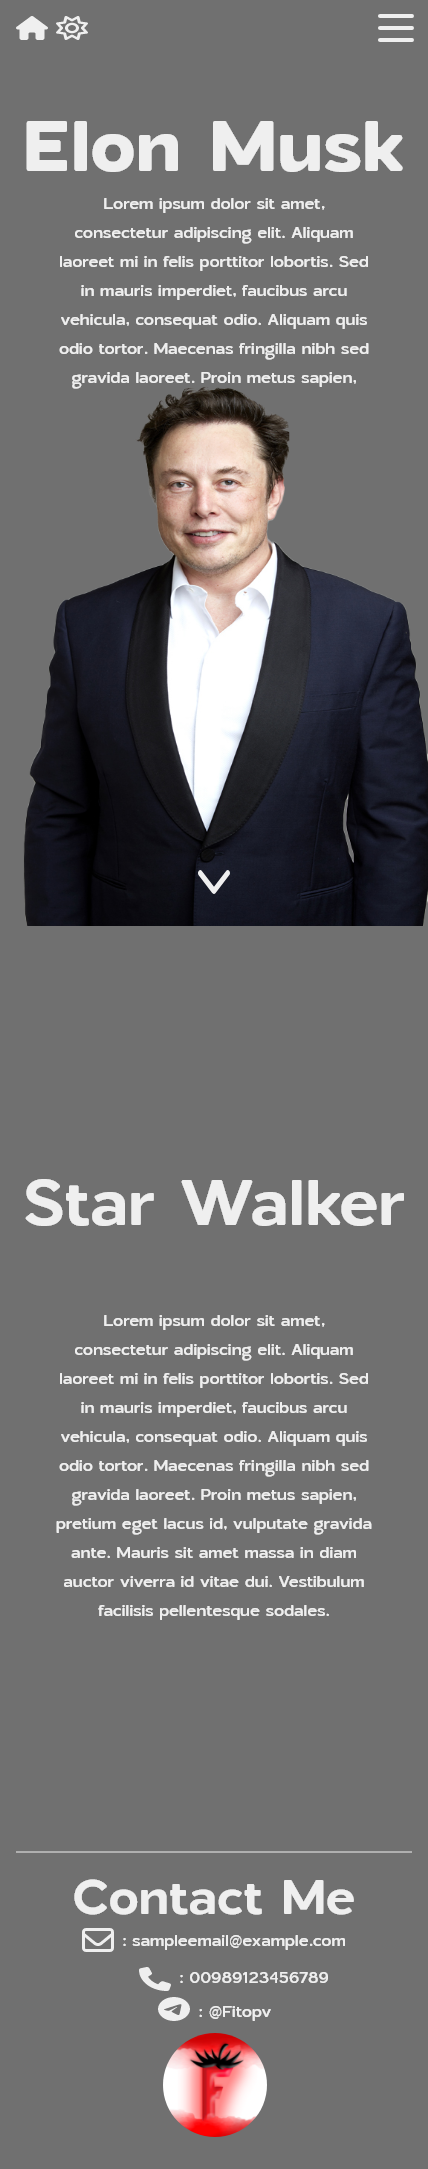 Elon Musk
Lorem ipsum dolor sit amet,
consectetur adipiscing elit. Aliquam
laoreet mi in felis porttitor lobortis. Sed
in mauris imperdiet, faucibus arcu
vehicula, consequat odio. Aliquam quis
odio tortor. Maecenas fringilla nibh sed
gravida laoreet. Proin metus sapien,
Star Walker
Lorem ipsum dolor sit amet,
consectetur adipiscing elit. Aliquam
laoreet mi in felis porttitor lobortis. Sed
in mauris imperdiet, faucibus arcu
vehicula, consequat odio. Aliquam quis
odio tortor. Maecenas fringilla nibh sed
gravida laoreet. Proin metus sapien,
pretium eget lacus id, vulputate gravida
ante. Mauris sit amet massa in diam
auctor viverra id vitae dui. Vestibulum
facilisis pellentesque sodales.
Contact Me
: sampleemail@example.com
: 00989123456789
: @Fitopv
F